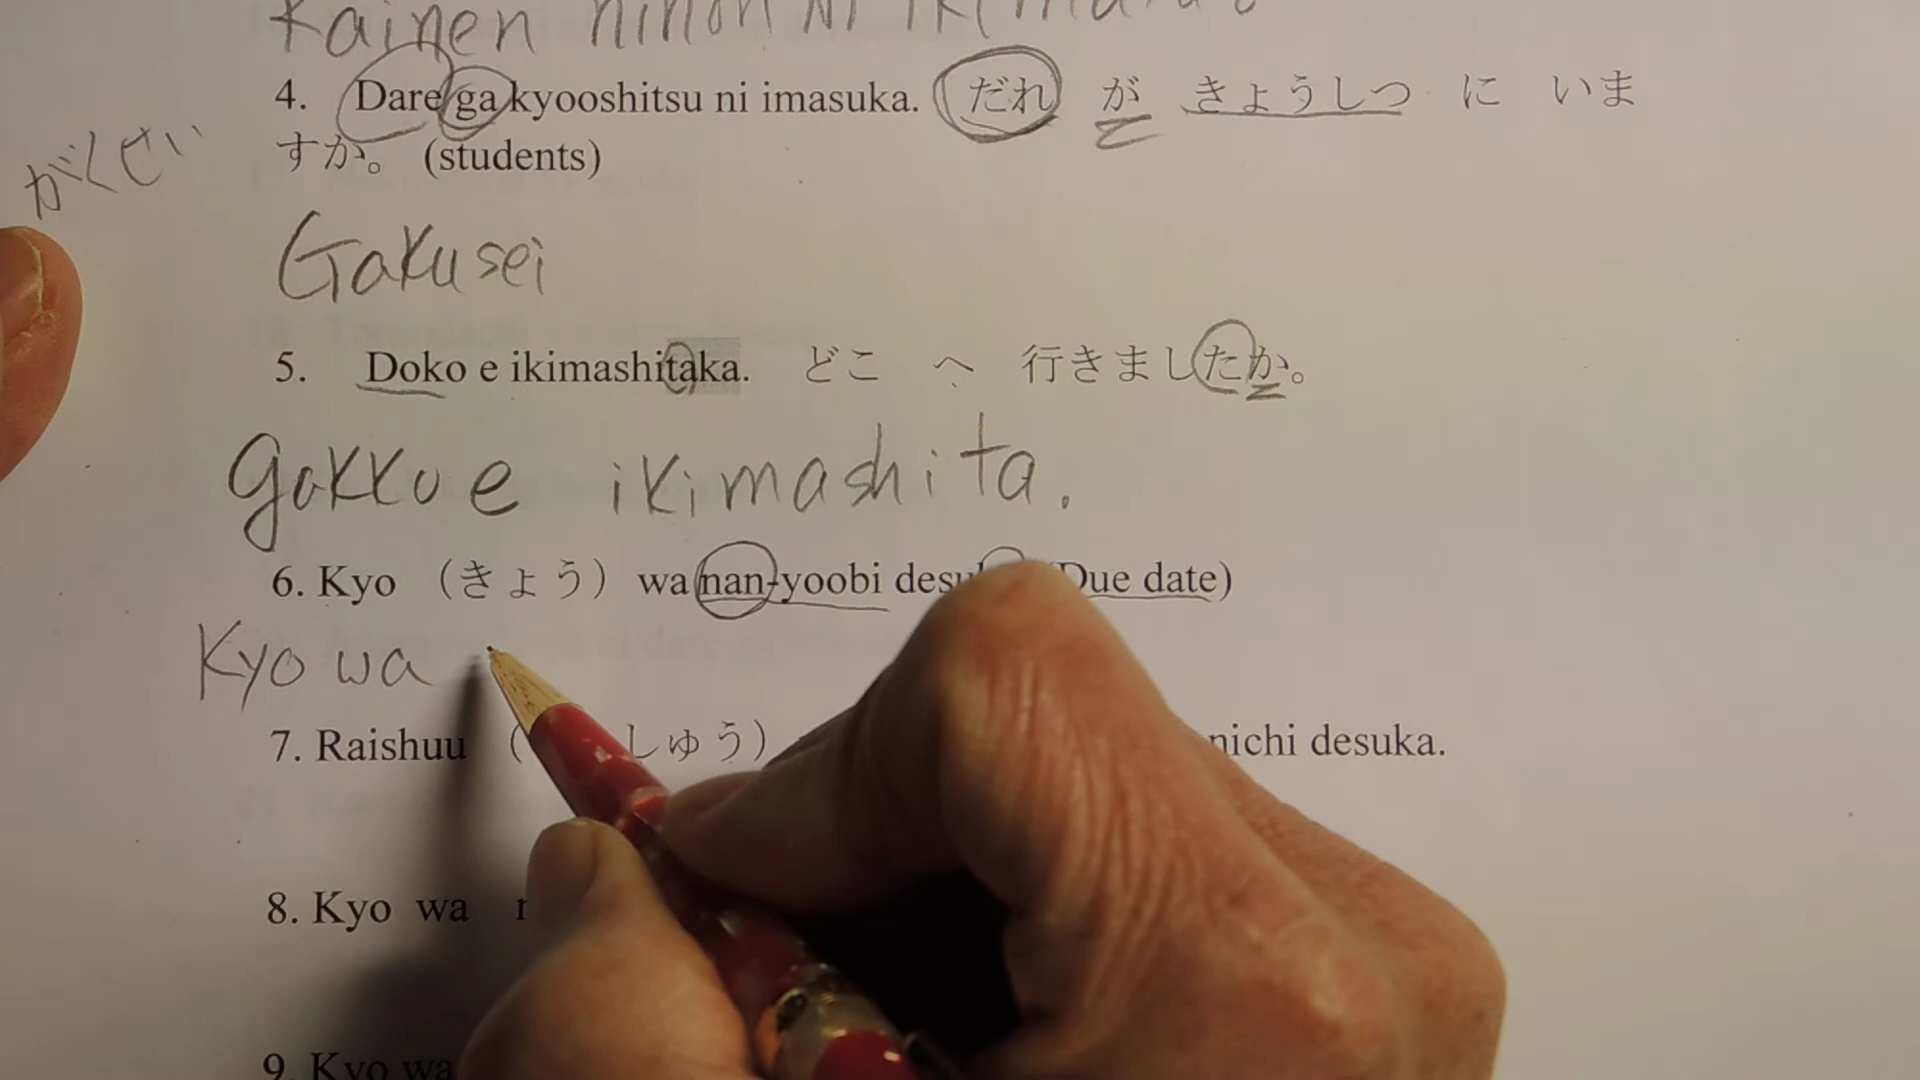 Rainen nihon ni ikimasu.
4. Dare ga kyooshitsu ni imasuka. だれ が きょうしつ に いま
すか。 (students)
がくせい
Gakusei
5. Doko e ikimashitaka. どこ へ 行きましたか。
gakkou e ikimashita.
6. Kyo (きょう) wa nan-yoobi (Due date)
Kyo wa
7. Raishuu しゅう) nichi desuka.
8. Kyo wa
9. Kyo wa